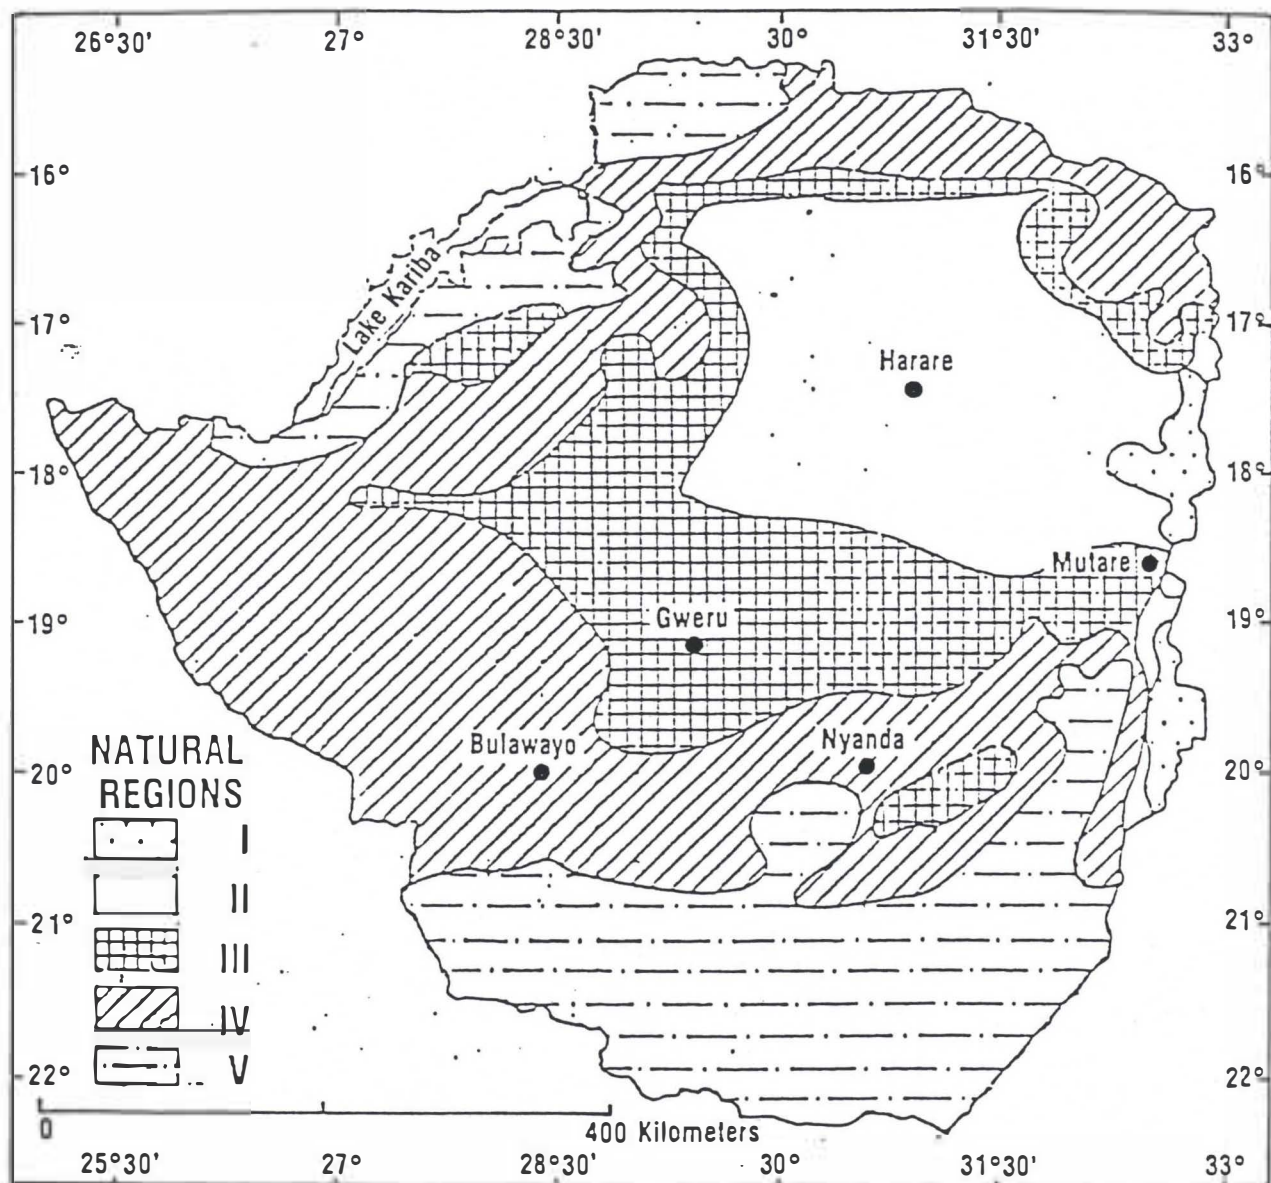 26°30' 27° 28°30' 30° 31°30' 33°
16° 16°
Lake Kariba
17° 17°
Harare
18° 18°
Mutare
19° 19°
Gweru
NATURAL
REGIONS
Bulawayo
Nyanda
20° 20°
I
II
21° 21°
III
IV
V
22° 22°
0 400 Kilometers
25°30' 27° 28°30' 30° 31°30' 33°